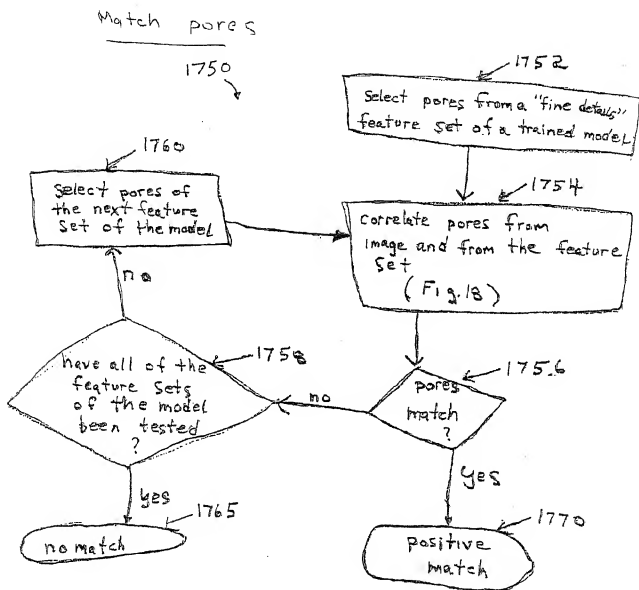 Match pores
1750
1752
Select pores from a "fine details"
feature set of a trained model
1754
correlate pores from
image and from the feature
set
(Fig. 18)
1756
pores
match
?
no
yes
1770
positive
match
1758
have all of the
feature sets
of the model
been tested
?
no
yes
1765
no match
1760
Select pores of
the next feature
Set of the model